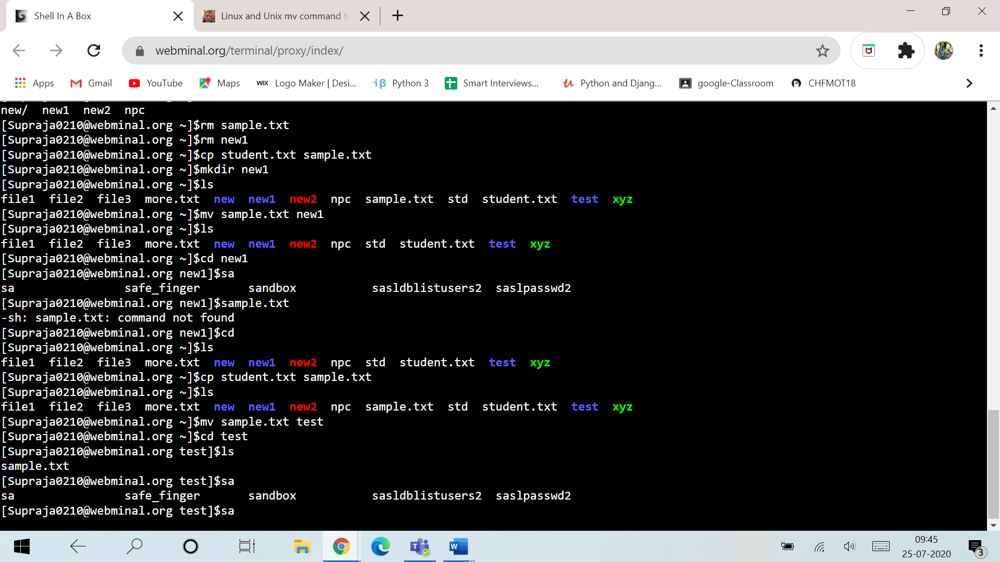 Shell In A Box
Linux and Unix mv command t
webminal.org/terminal/proxy/index/
Apps Gmail YouTube Maps WIX Logo Maker | Desi... iβ Python 3 Smart Interviews... Python and Djang... google-Classroom CHFMOT18
new/ new1 new2 npc
[Supraja0210@webminal.org ~]$rm sample.txt
[Supraja0210@webminal.org ~]$rm new1
[Supraja0210@webminal.org ~]$cp student.txt sample.txt
[Supraja0210@webminal.org ~]$mkdir new1
[Supraja0210@webminal.org ~]$ls
file1 file2 file3 more.txt new new1 new2 npc sample.txt std student.txt test xyz
[Supraja0210@webminal.org ~]$mv sample.txt new1
[Supraja0210@webminal.org ~]$ls
file1 file2 file3 more.txt new new1 new2 npc std student.txt test xyz
[Supraja0210@webminal.org ~]$cd new1
[Supraja0210@webminal.org new1]$sa
sa safe_finger sandbox sasldblistusers2 saslpasswd2
[Supraja0210@webminal.org new1]$sample.txt
-sh: sample.txt: command not found
[Supraja0210@webminal.org new1]$cd
[Supraja0210@webminal.org ~]$ls
file1 file2 file3 more.txt new new1 new2 npc std student.txt test xyz
[Supraja0210@webminal.org ~]$cp student.txt sample.txt
[Supraja0210@webminal.org ~]$ls
file1 file2 file3 more.txt new new1 new2 npc sample.txt std student.txt test xyz
[Supraja0210@webminal.org ~]$mv sample.txt test
[Supraja0210@webminal.org ~]$cd test
[Supraja0210@webminal.org test]$ls
sample.txt
[Supraja0210@webminal.org test]$sa
sa safe_finger sandbox sasldblistusers2 saslpasswd2
[Supraja0210@webminal.org test]$sa
09:45
25-07-2020
3